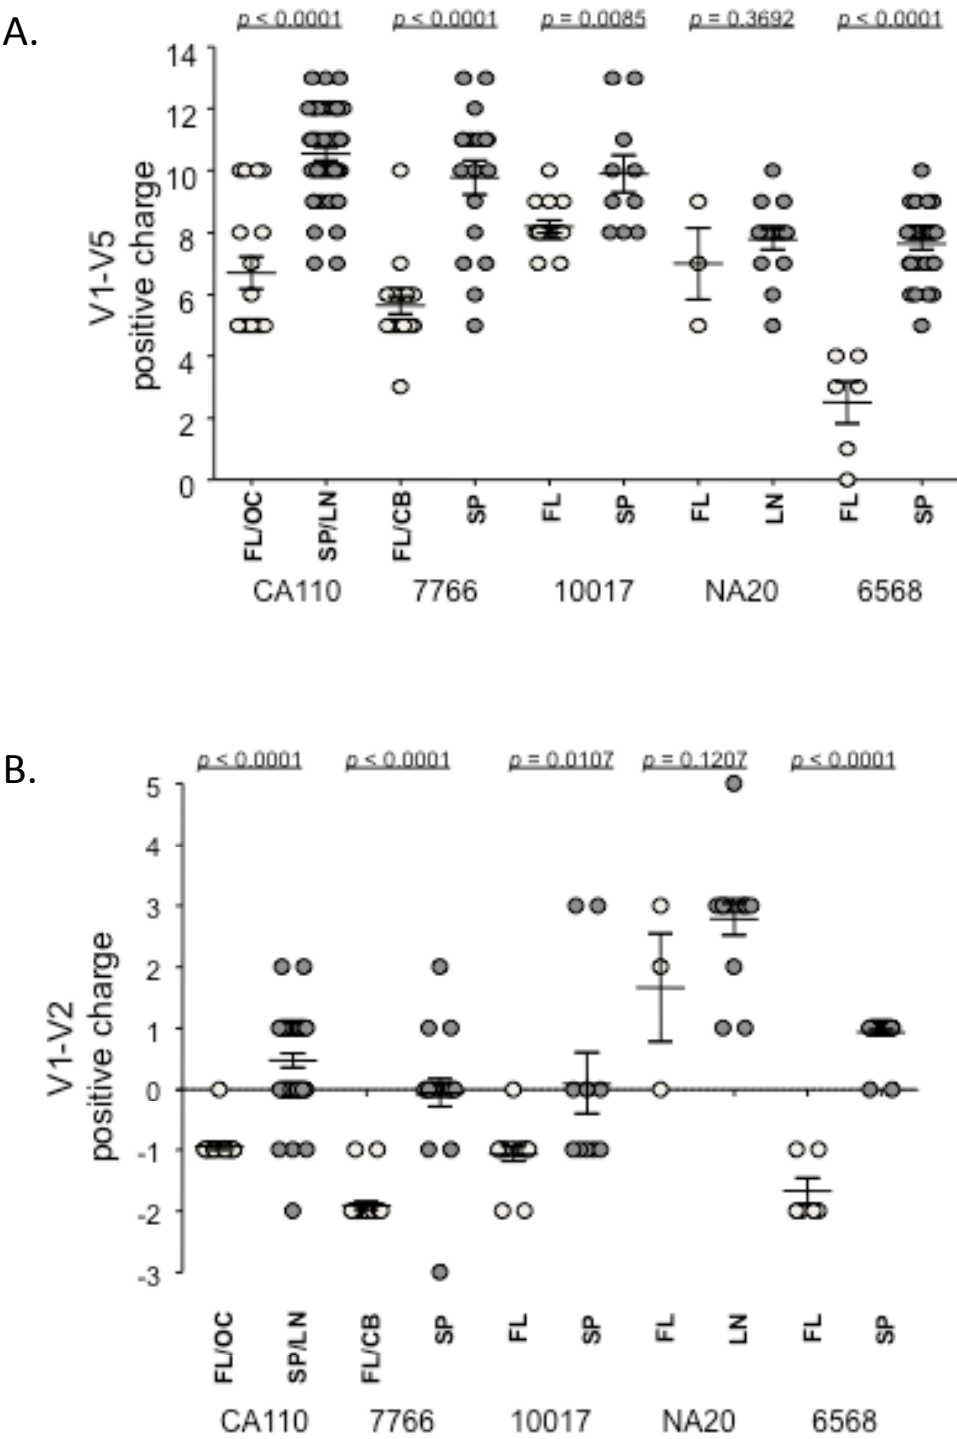 A.
p < 0.0001 p < 0.0001 p = 0.0085 p = 0.3692 p < 0.0001
14
12
10
8
6
4
2
0
V1-V5
positive charge
FL/OC SP/LN FL/CB SP FL SP FL LN FL SP
CA110 7766 10017 NA20 6568
B.
p < 0.0001 p < 0.0001 p = 0.0107 p = 0.1207 p < 0.0001
5
4
3
2
1
0
-1
-2
-3
V1-V2
positive charge
FL/OC SP/LN FL/CB SP FL SP FL LN FL SP
CA110 7766 10017 NA20 6568